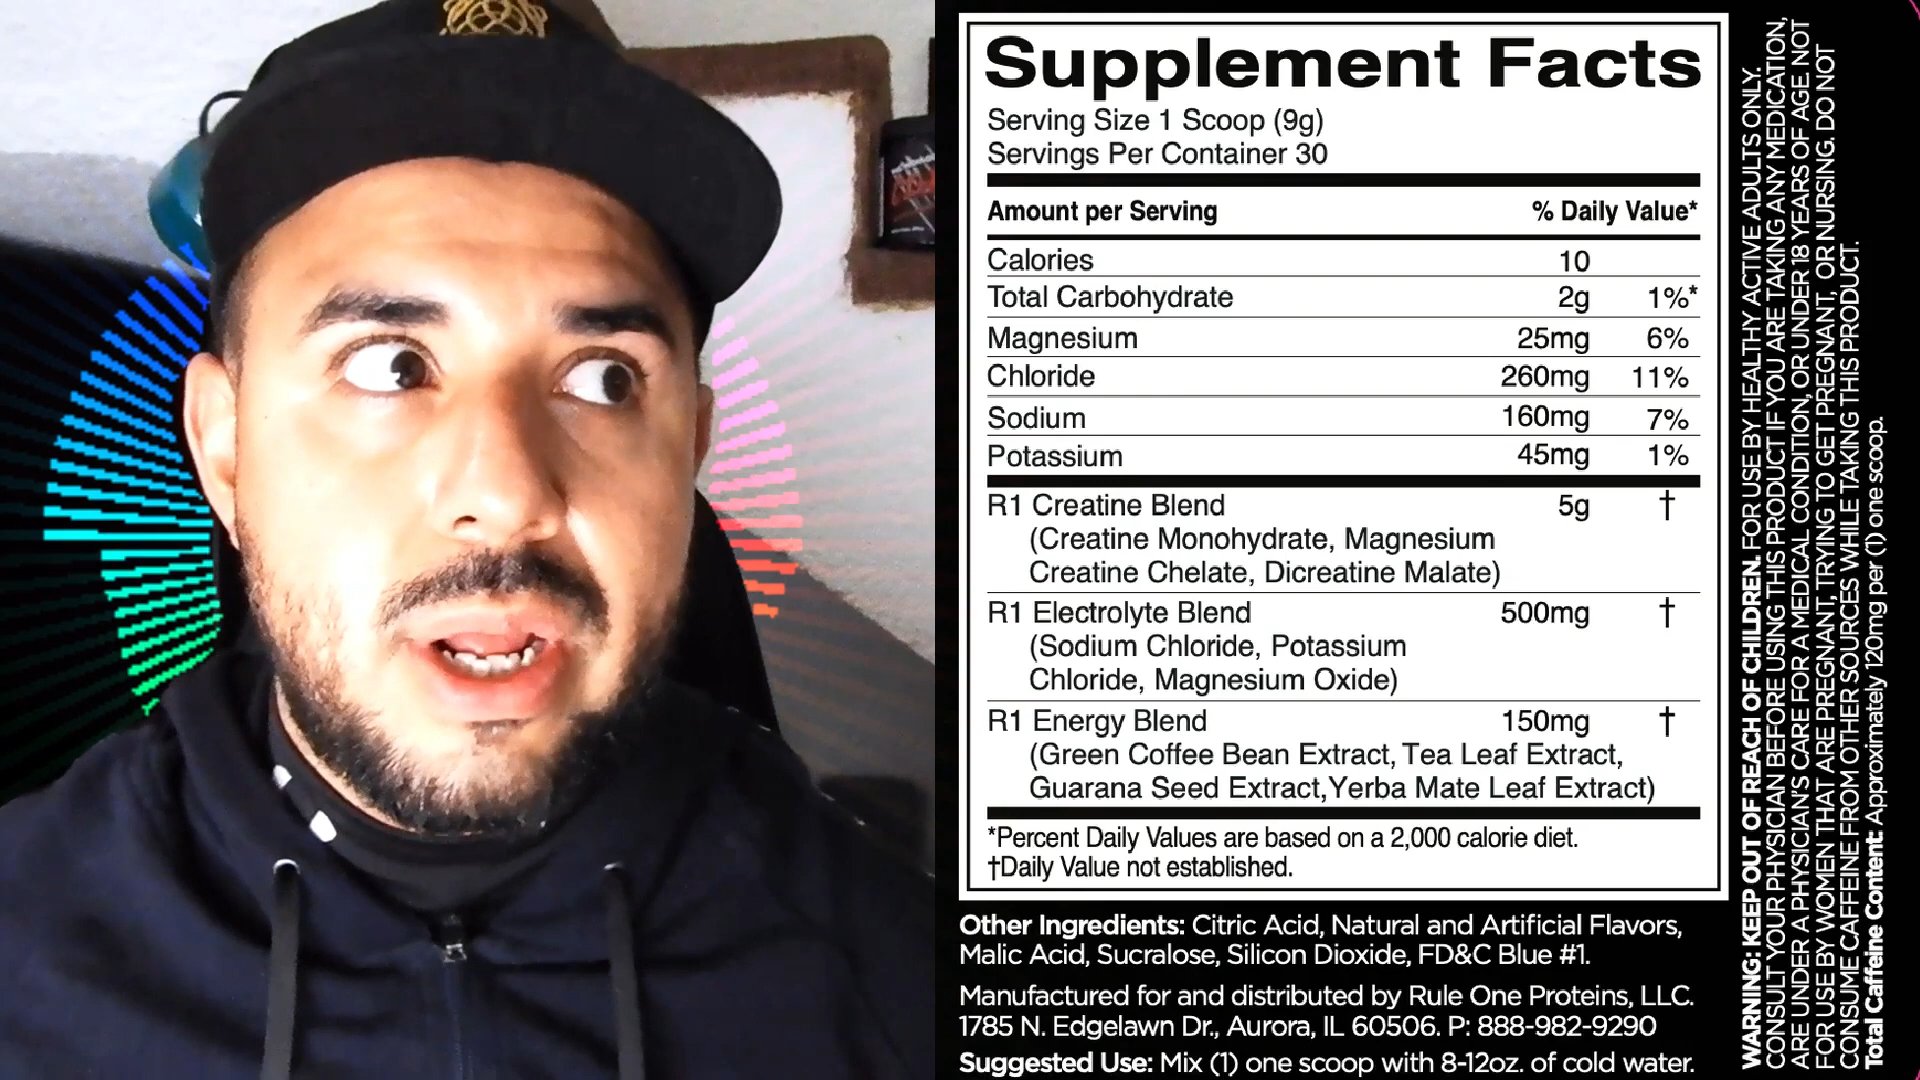 Supplement Facts
Serving Size 1 Scoop (9g)
Servings Per Container 30
Amount per Serving % Daily Value*
Calories 10
Total Carbohydrate 2g 1%*
Magnesium 25mg 6%
Chloride 260mg 11%
Sodium 160mg 7%
Potassium 45mg 1%
R1 Creatine Blend 5g †
(Creatine Monohydrate, Magnesium
Creatine Chelate, Dicreatine Malate)
R1 Electrolyte Blend 500mg †
(Sodium Chloride, Potassium
Chloride, Magnesium Oxide)
R1 Energy Blend 150mg †
(Green Coffee Bean Extract, Tea Leaf Extract,
Guarana Seed Extract,Yerba Mate Leaf Extract)
*Percent Daily Values are based on a 2,000 calorie diet.
†Daily Value not established.
Other Ingredients: Citric Acid, Natural and Artificial Flavors,
Malic Acid, Sucralose, Silicon Dioxide, FD&C Blue #1.
Manufactured for and distributed by Rule One Proteins, LLC.
1785 N. Edgelawn Dr., Aurora, IL 60506. P: 888-982-9290
Suggested Use: Mix (1) one scoop with 8-12oz. of cold water.
WARNING: KEEP OUT OF REACH OF CHILDREN. FOR USE BY HEALTHY ACTIVE ADULTS ONLY.
CONSULT YOUR PHYSICIAN BEFORE USING THIS PRODUCT IF YOU ARE TAKING ANY MEDICATION,
ARE UNDER A PHYSICIAN'S CARE FOR A MEDICAL CONDITION, OR UNDER 18 YEARS OF AGE. NOT
FOR USE BY WOMEN THAT ARE PREGNANT, TRYING TO GET PREGNANT, OR NURSING. DO NOT
CONSUME CAFFEINE FROM OTHER SOURCES WHILE TAKING THIS PRODUCT.
Total Caffeine Content: Approximately 120mg per (1) one scoop.